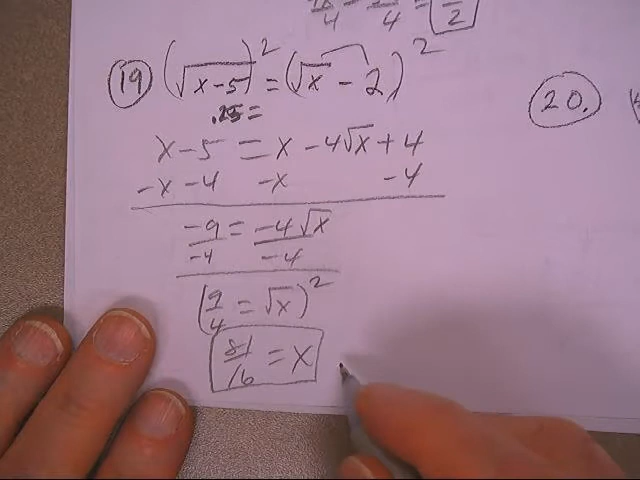 19 (√x-5)² = (√x - 2)²
.25 =
x - 5 = x - 4√x + 4
-x - 4 -x -4
-9 = -4√x
-4 -4
(9/4 = √x)²
81/16 = x
20.